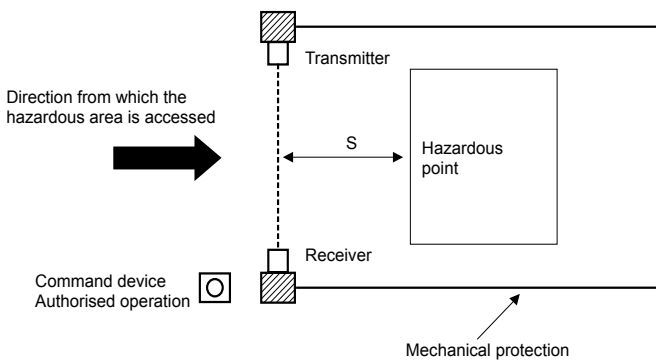 Transmitter
Direction from which the
hazardous area is accessed
S
Hazardous
point
Receiver
Command device
Authorised operation
Mechanical protection